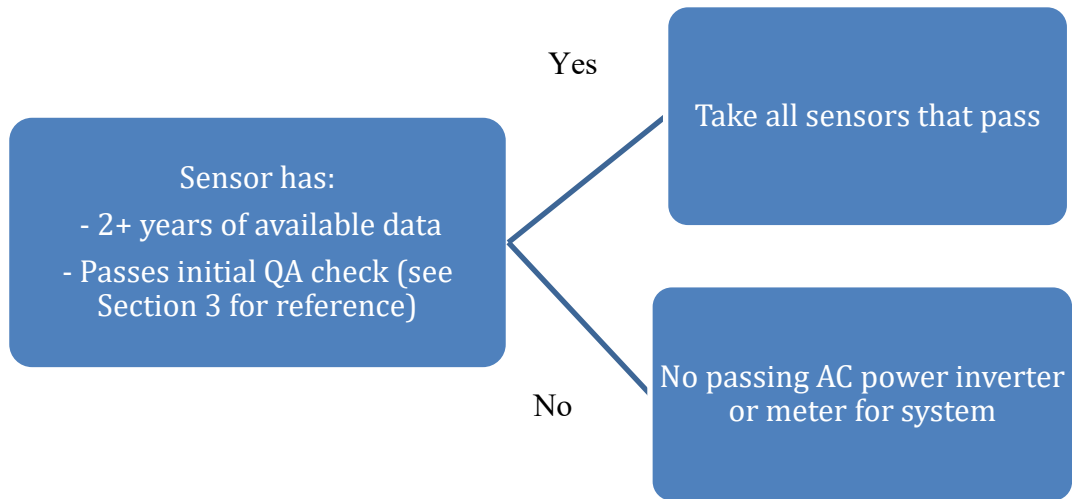 Yes
Take all sensors that pass
Sensor has:
- 2+ years of available data
- Passes initial QA check (see
Section 3 for reference)
No passing AC power inverter
or meter for system
No